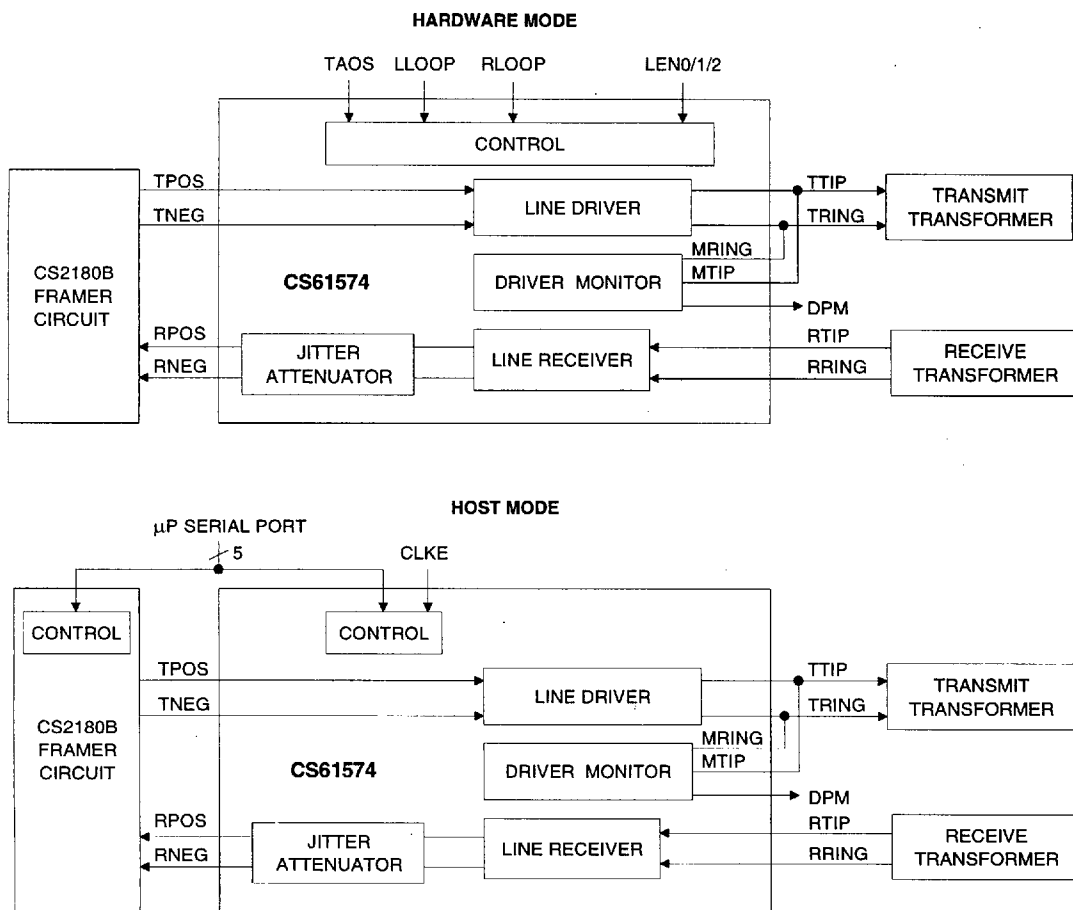 HARDWARE MODE
TAOS LLOOP RLOOP LEN0/1/2
CONTROL
TPOS
TNEG
LINE DRIVER
TTIP
TRING
TRANSMIT
TRANSFORMER
MRING
MTIP
DRIVER MONITOR
DPM
CS2180B
FRAMER
CIRCUIT
CS61574
RPOS
RNEG
JITTER
ATTENUATOR
LINE RECEIVER
RTIP
RRING
RECEIVE
TRANSFORMER
HOST MODE
μP SERIAL PORT
5
CLKE
CONTROL
CONTROL
TPOS
TNEG
LINE DRIVER
TTIP
TRING
TRANSMIT
TRANSFORMER
MRING
MTIP
DRIVER MONITOR
DPM
CS2180B
FRAMER
CIRCUIT
CS61574
RPOS
RNEG
JITTER
ATTENUATOR
LINE RECEIVER
RTIP
RRING
RECEIVE
TRANSFORMER